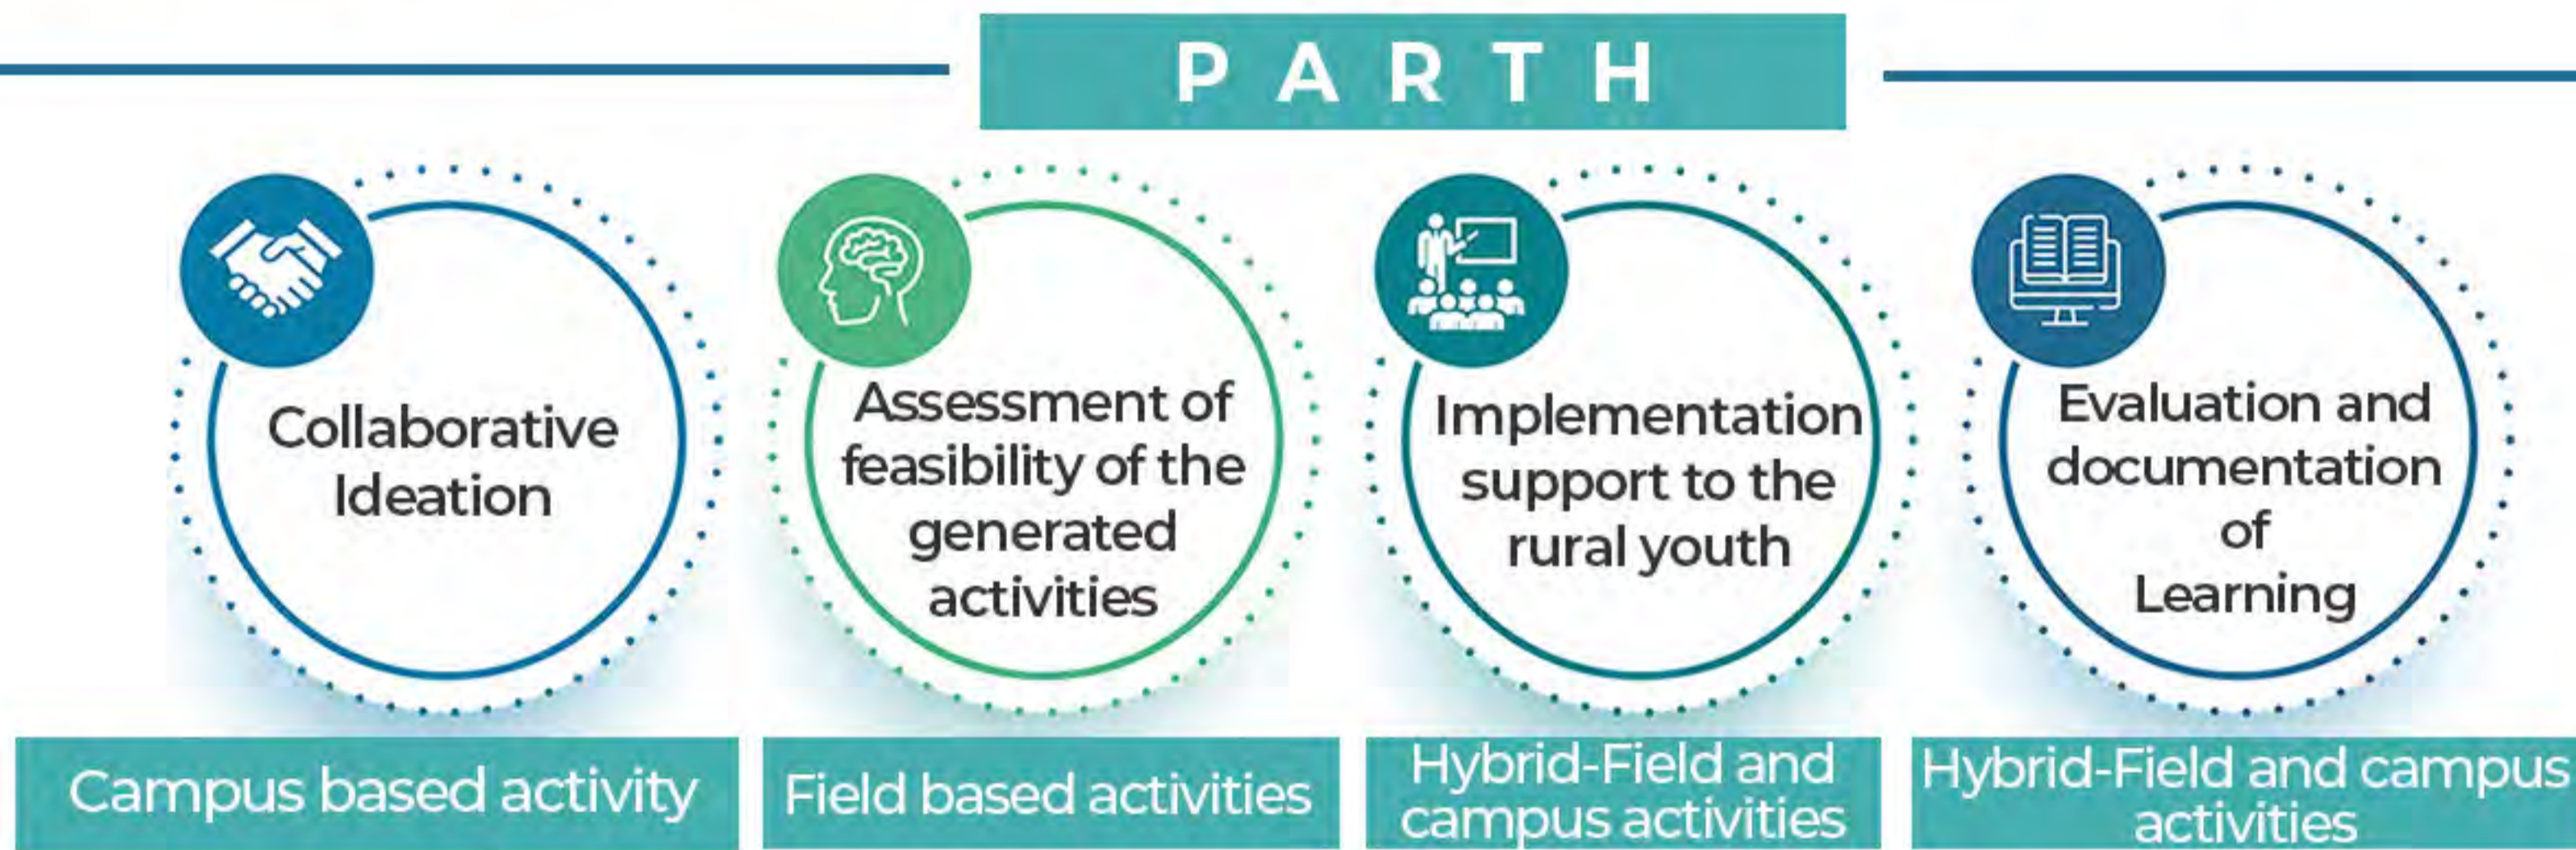 PARTH
Collaborative
Ideation
Assessment of
feasibility of the
generated
activities
Implementation
support to the
rural youth
Evaluation and
documentation
of
Learning
Campus based activity
Field based activities
Hybrid-Field and
campus activities
Hybrid-Field and campus
activities